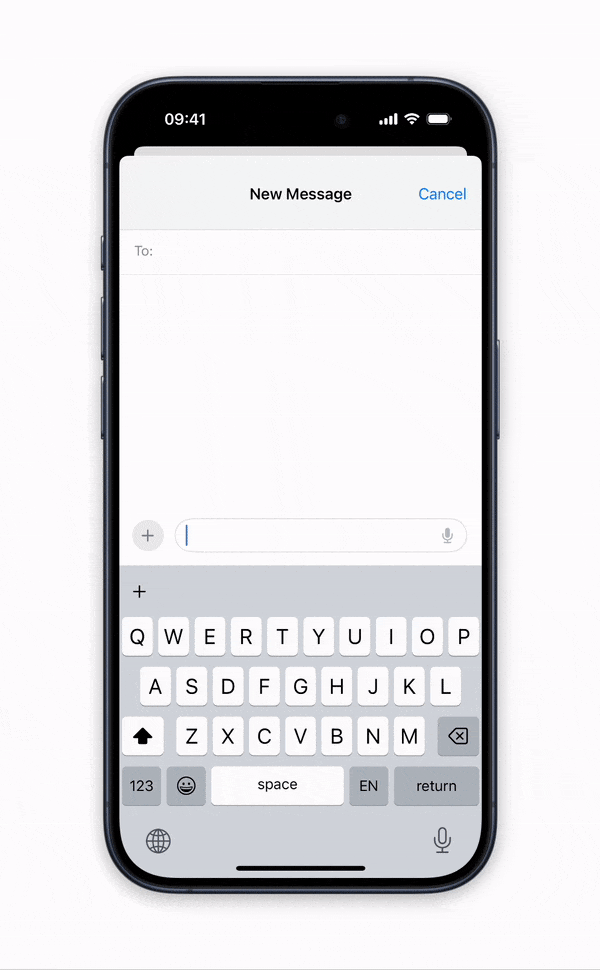 09:41
New Message Cancel
To:
+
+
Q W E R T Y U I O P
A S D F G H J K L
Z X C V B N M
123 space EN return